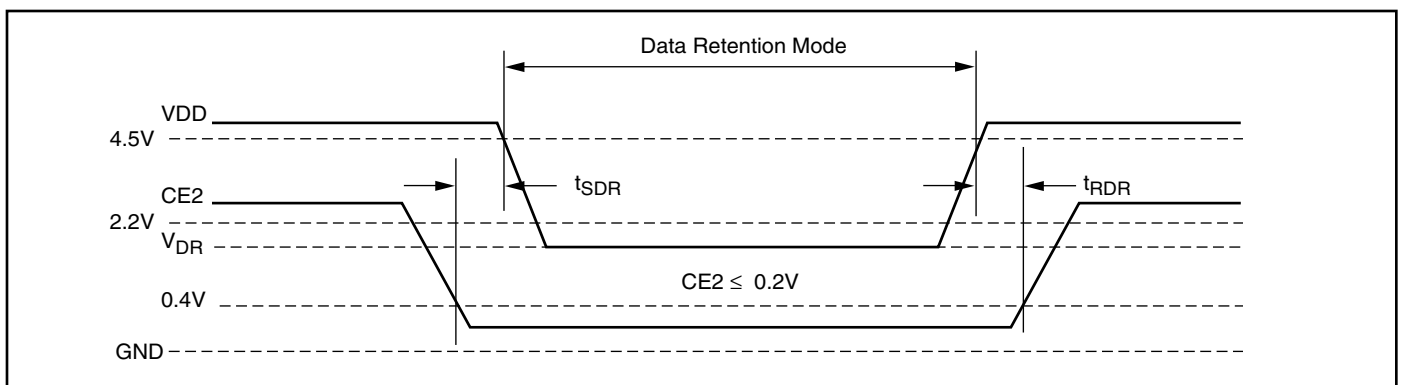 Data Retention Mode
VDD
4.5V
tSDR
tRDR
CE2
2.2V
VDR
CE2 ≤ 0.2V
0.4V
GND